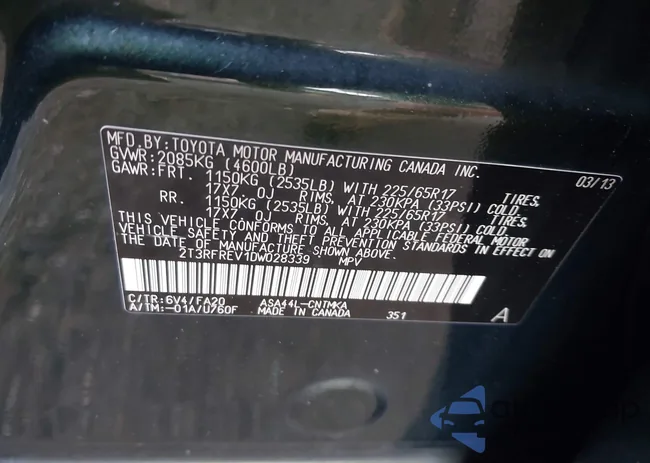 MFD. BY: TOYOTA MOTOR MANUFACTURING CANADA INC.
GVWR: 2085KG (4600LB) 03/13
GAWR: FRT. 1150KG (2535LB) WITH 225/65R17 TIRES,
17X7.0J RIMS, AT 230KPA (33PSI) COLD.
RR. 1150KG (2535LB) WITH 225/65R17 TIRES,
17X7.0J RIMS, AT 230KPA (33PSI) COLD.
THIS VEHICLE CONFORMS TO ALL APPLICABLE FEDERAL MOTOR
VEHICLE SAFETY AND THEFT PREVENTION STANDARDS IN EFFECT ON
THE DATE OF MANUFACTURE SHOWN ABOVE.
2T3RFREV1DW028339 MPV
C/TR: 6V4/FA20 ASA44L-CNTMKA
A/TM: -01A/U760F MADE IN CANADA 351 A